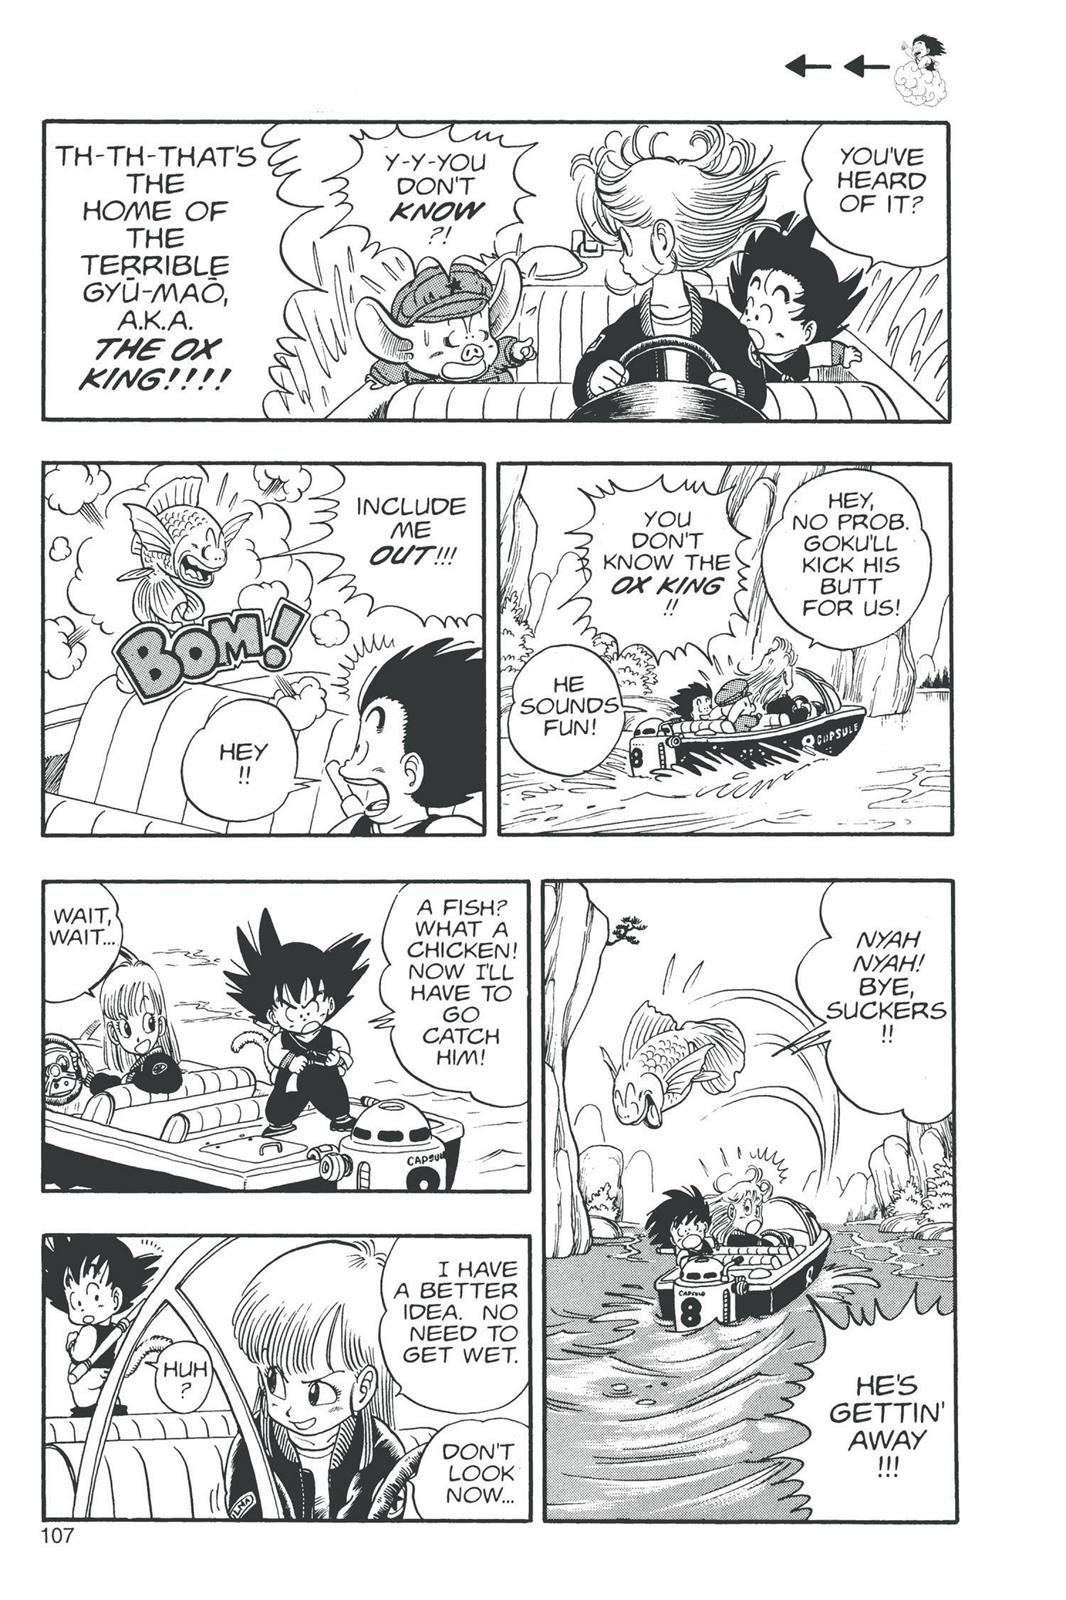 YOU'VE
HEARD
OF IT?
Y-Y-YOU
DON'T
KNOW
?!
TH-TH-THAT'S
THE
HOME OF
THE
TERRIBLE
GYŪ-MAŌ,
A.K.A.
THE OX
KING!!!!
HEY,
NO PROB.
GOKU'LL
KICK HIS
BUTT
FOR US!
YOU
DON'T
KNOW THE
OX KING
!!
HE
SOUNDS
FUN!
8
CAPSULE
INCLUDE
ME
OUT!!!
BOM!
HEY
!!
NYAH
NYAH!
BYE,
SUCKERS
!!
CAPSULE
8
HE'S
GETTIN'
AWAY
!!!
A FISH?
WHAT A
CHICKEN!
NOW I'LL
HAVE TO
GO
CATCH
HIM!
WAIT,
WAIT...
CAPSULE
8
I HAVE
A BETTER
IDEA. NO
NEED TO
GET WET.
HUH
?
DON'T
LOOK
NOW...
107